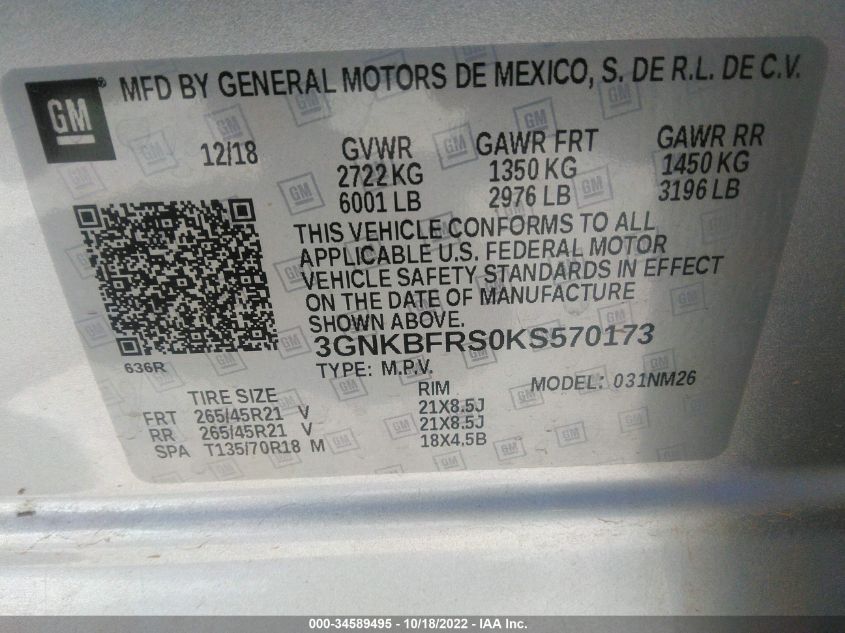 GM ® MFD BY GENERAL MOTORS DE MEXICO, S. DE R.L. DE C.V.
12/18
GVWR
2722 KG
6001 LB
GAWR FRT
1350 KG
2976 LB
GAWR RR
1450 KG
3196 LB
THIS VEHICLE CONFORMS TO ALL
APPLICABLE U.S. FEDERAL MOTOR
VEHICLE SAFETY STANDARDS IN EFFECT
ON THE DATE OF MANUFACTURE
SHOWN ABOVE.
3GNKBFRS0KS570173
636R
TYPE: M.P.V.
MODEL: 031NM26
TIRE SIZE RIM
FRT 265/45R21 V 21X8.5J
RR 265/45R21 V 21X8.5J
SPA T135/70R18 M 18X4.5B
000-34589495 - 10/18/2022 - IAA Inc.